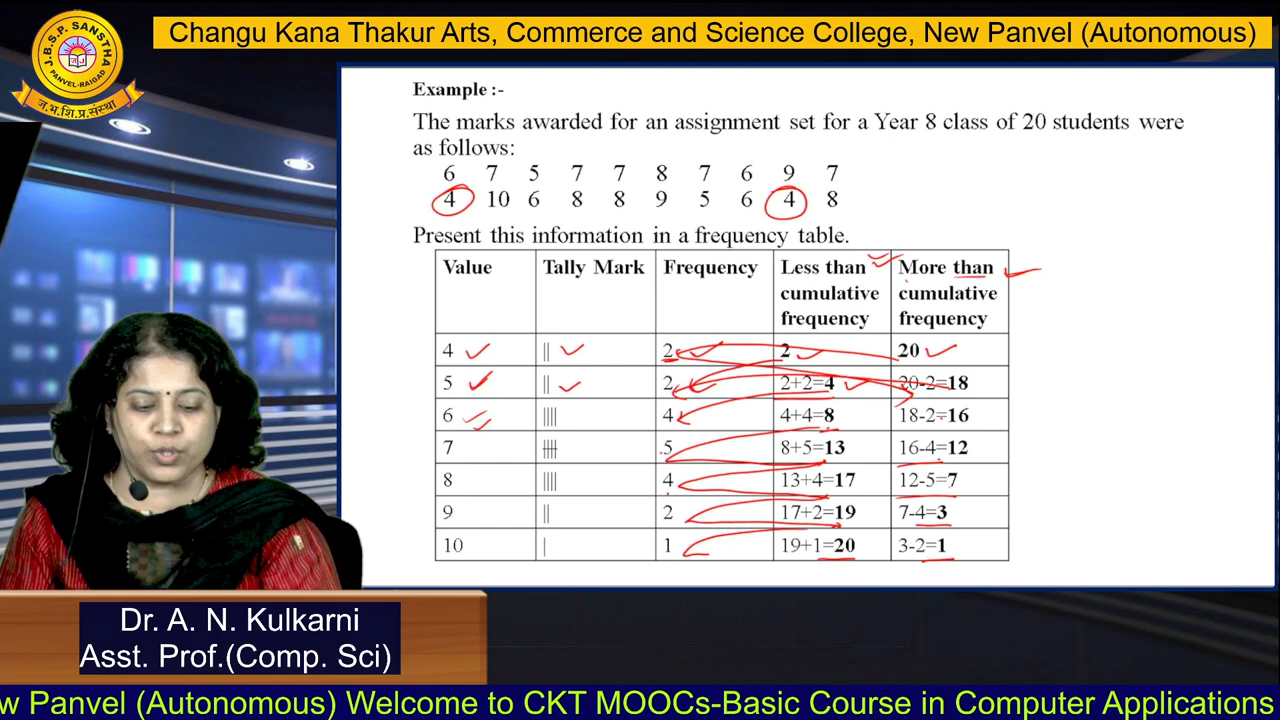 Changu Kana Thakur Arts, Commerce and Science College, New Panvel (Autonomous)
J.B.S.P. SANSTHA
PANVEL-RAIGAD
ज.भ.शि.प्र.संस्था
Example :-
The marks awarded for an assignment set for a Year 8 class of 20 students were
as follows:
6 7 5 7 7 8 7 6 9 7
4 10 6 8 8 9 5 6 4 8
Present this information in a frequency table.
Value Tally Mark Frequency Less than cumulative frequency More than cumulative frequency
4 || 2 2 20
5 || 2 2+2=4 20-2=18
6 |||| 4 4+4=8 18-2=16
7 𝍸 5 8+5=13 16-4=12
8 |||| 4 13+4=17 12-5=7
9 || 2 17+2=19 7-4=3
10 | 1 19+1=20 3-2=1
Dr. A. N. Kulkarni
Asst. Prof.(Comp. Sci)
w Panvel (Autonomous) Welcome to CKT MOOCs-Basic Course in Computer Applications